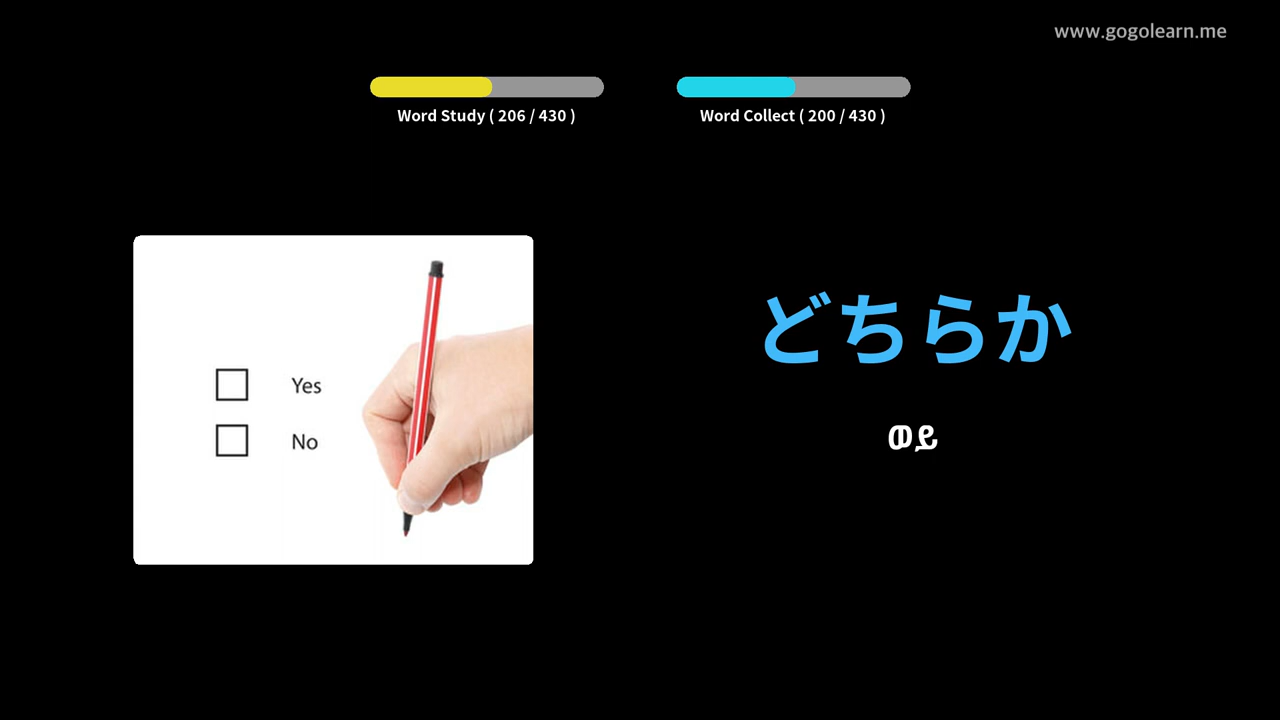 www.gogolearn.me
Word Study ( 206 / 430 )
Word Collect ( 200 / 430 )
どちらか
ወይ
Yes
No